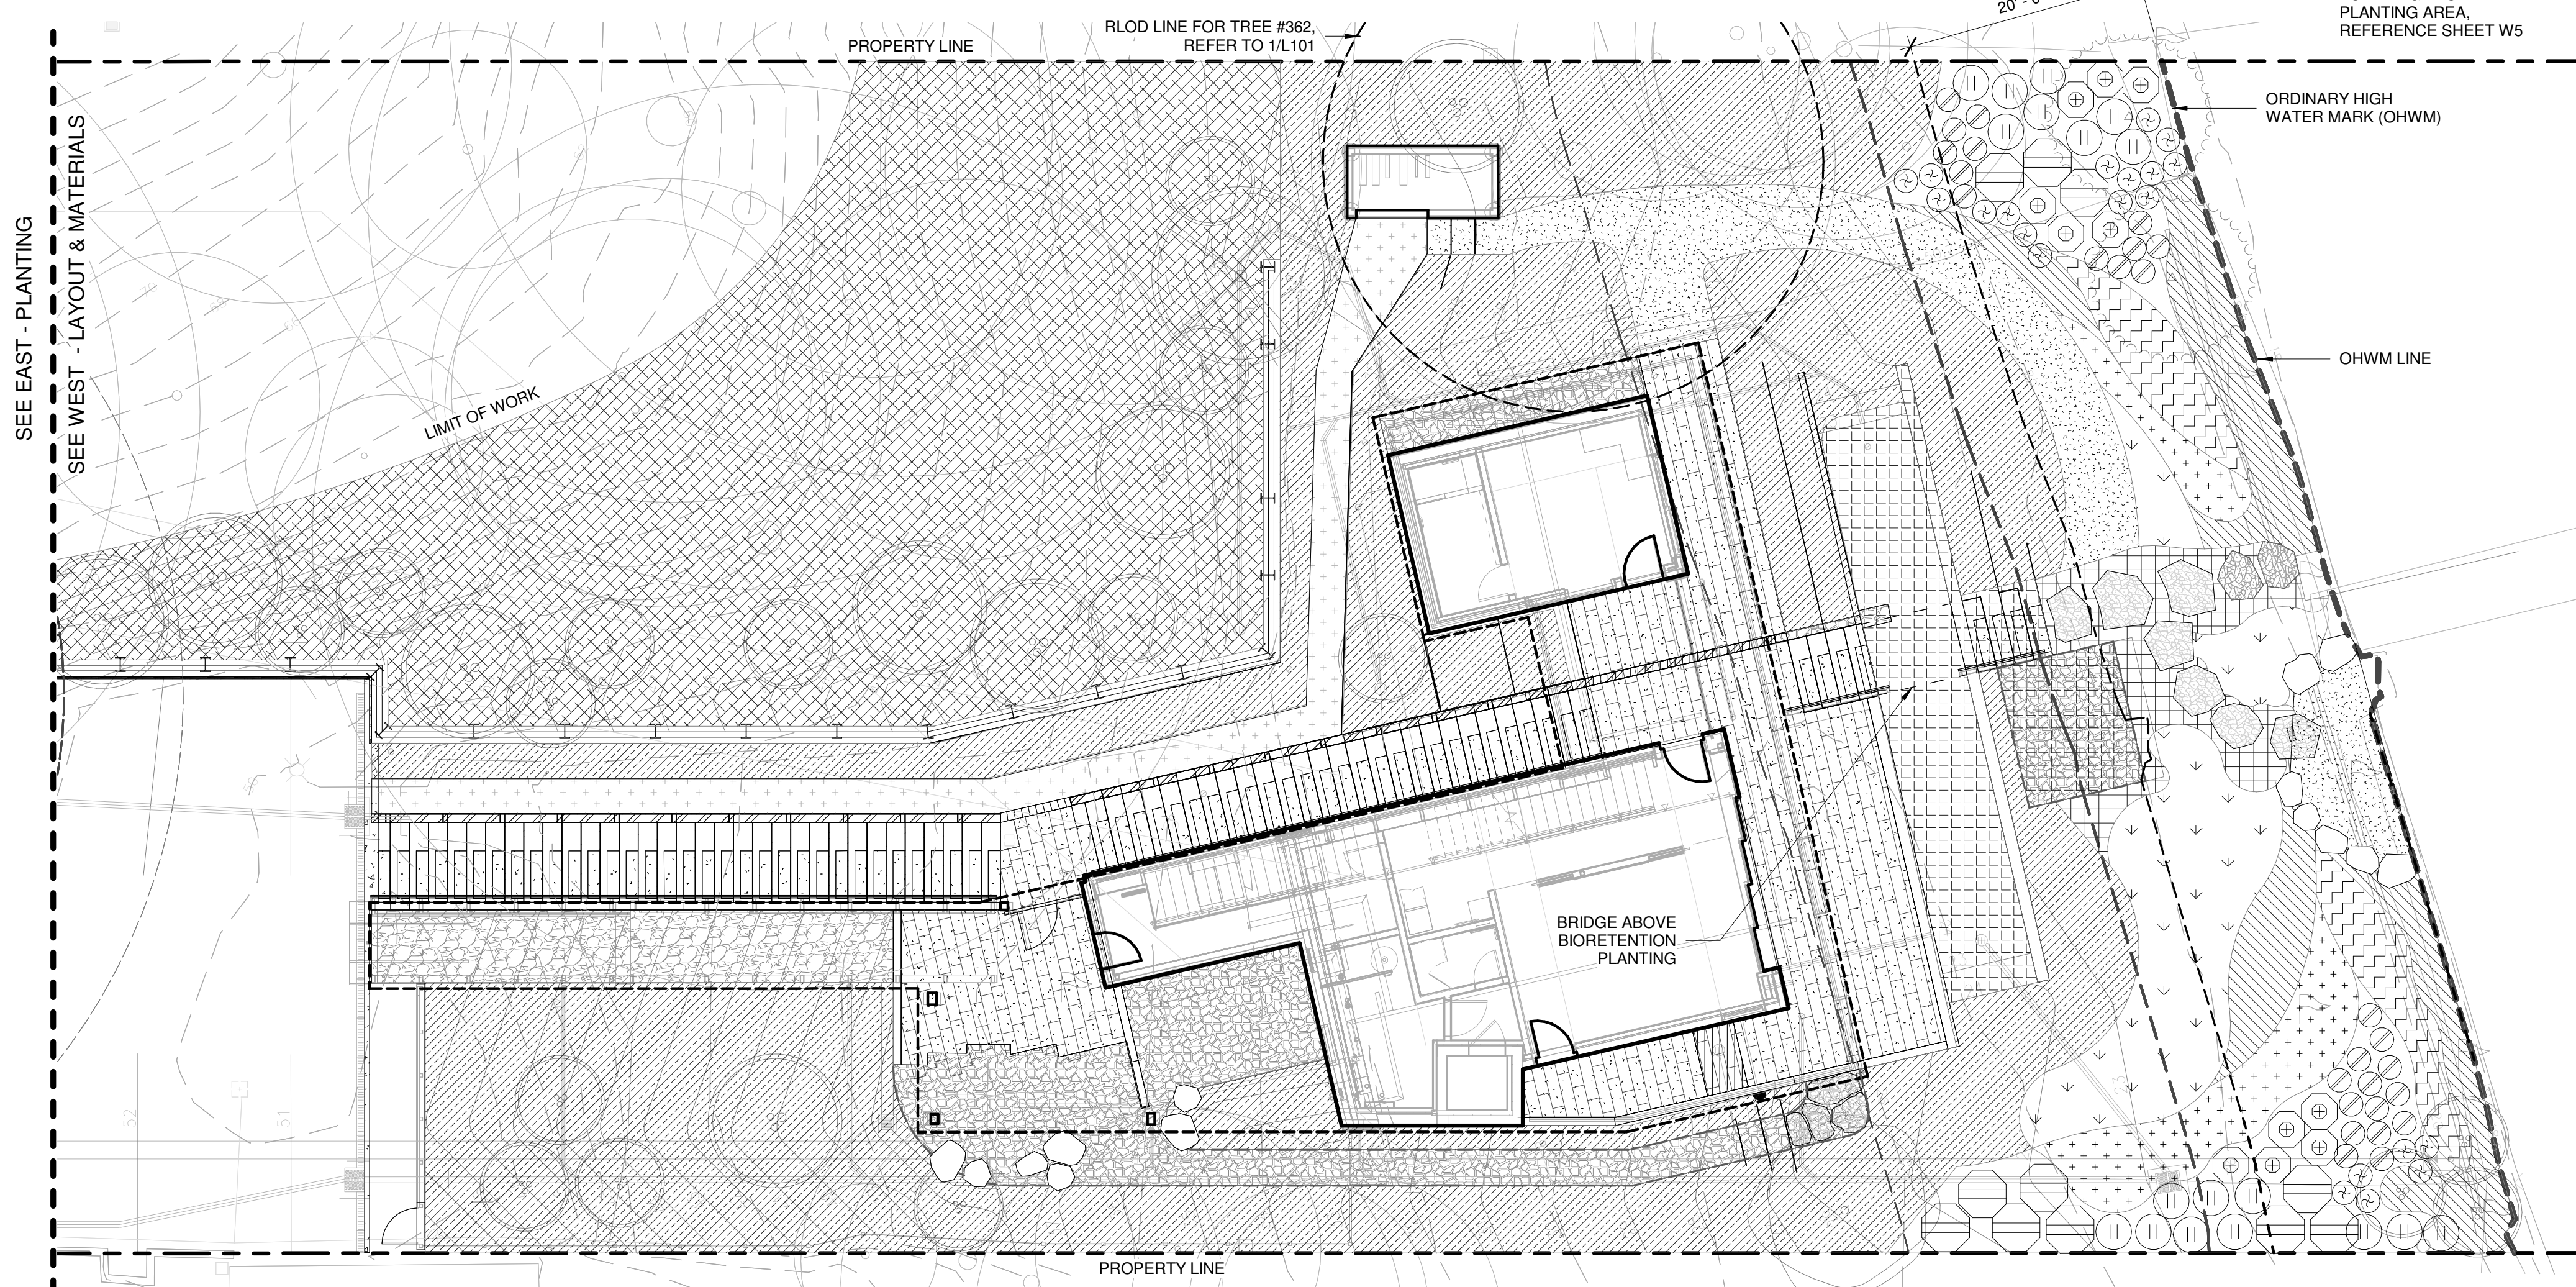 RLOD LINE FOR TREE #362,
REFER TO 1/L101
PROPERTY LINE
PLANTING AREA,
REFERENCE SHEET W5
ORDINARY HIGH
WATER MARK (OHWM)
SEE EAST - PLANTING
SEE WEST - LAYOUT & MATERIALS
OHWM LINE
LIMIT OF WORK
BRIDGE ABOVE
BIORETENTION
PLANTING
52
51
PROPERTY LINE